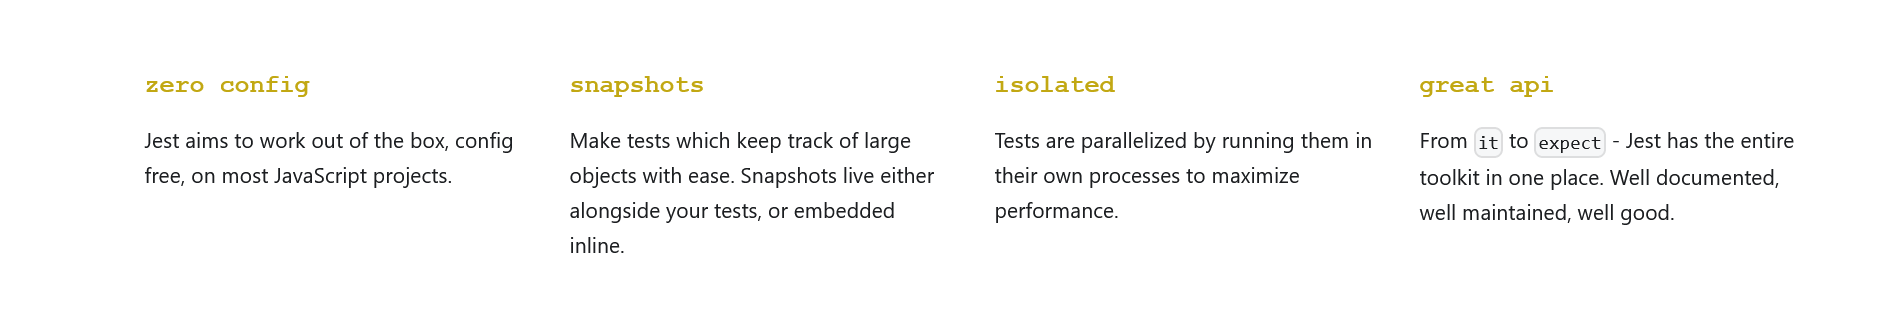 zero config
Jest aims to work out of the box, config
free, on most JavaScript projects.
snapshots
Make tests which keep track of large
objects with ease. Snapshots live either
alongside your tests, or embedded
inline.
isolated
Tests are parallelized by running them in
their own processes to maximize
performance.
great api
From it to expect - Jest has the entire
toolkit in one place. Well documented,
well maintained, well good.